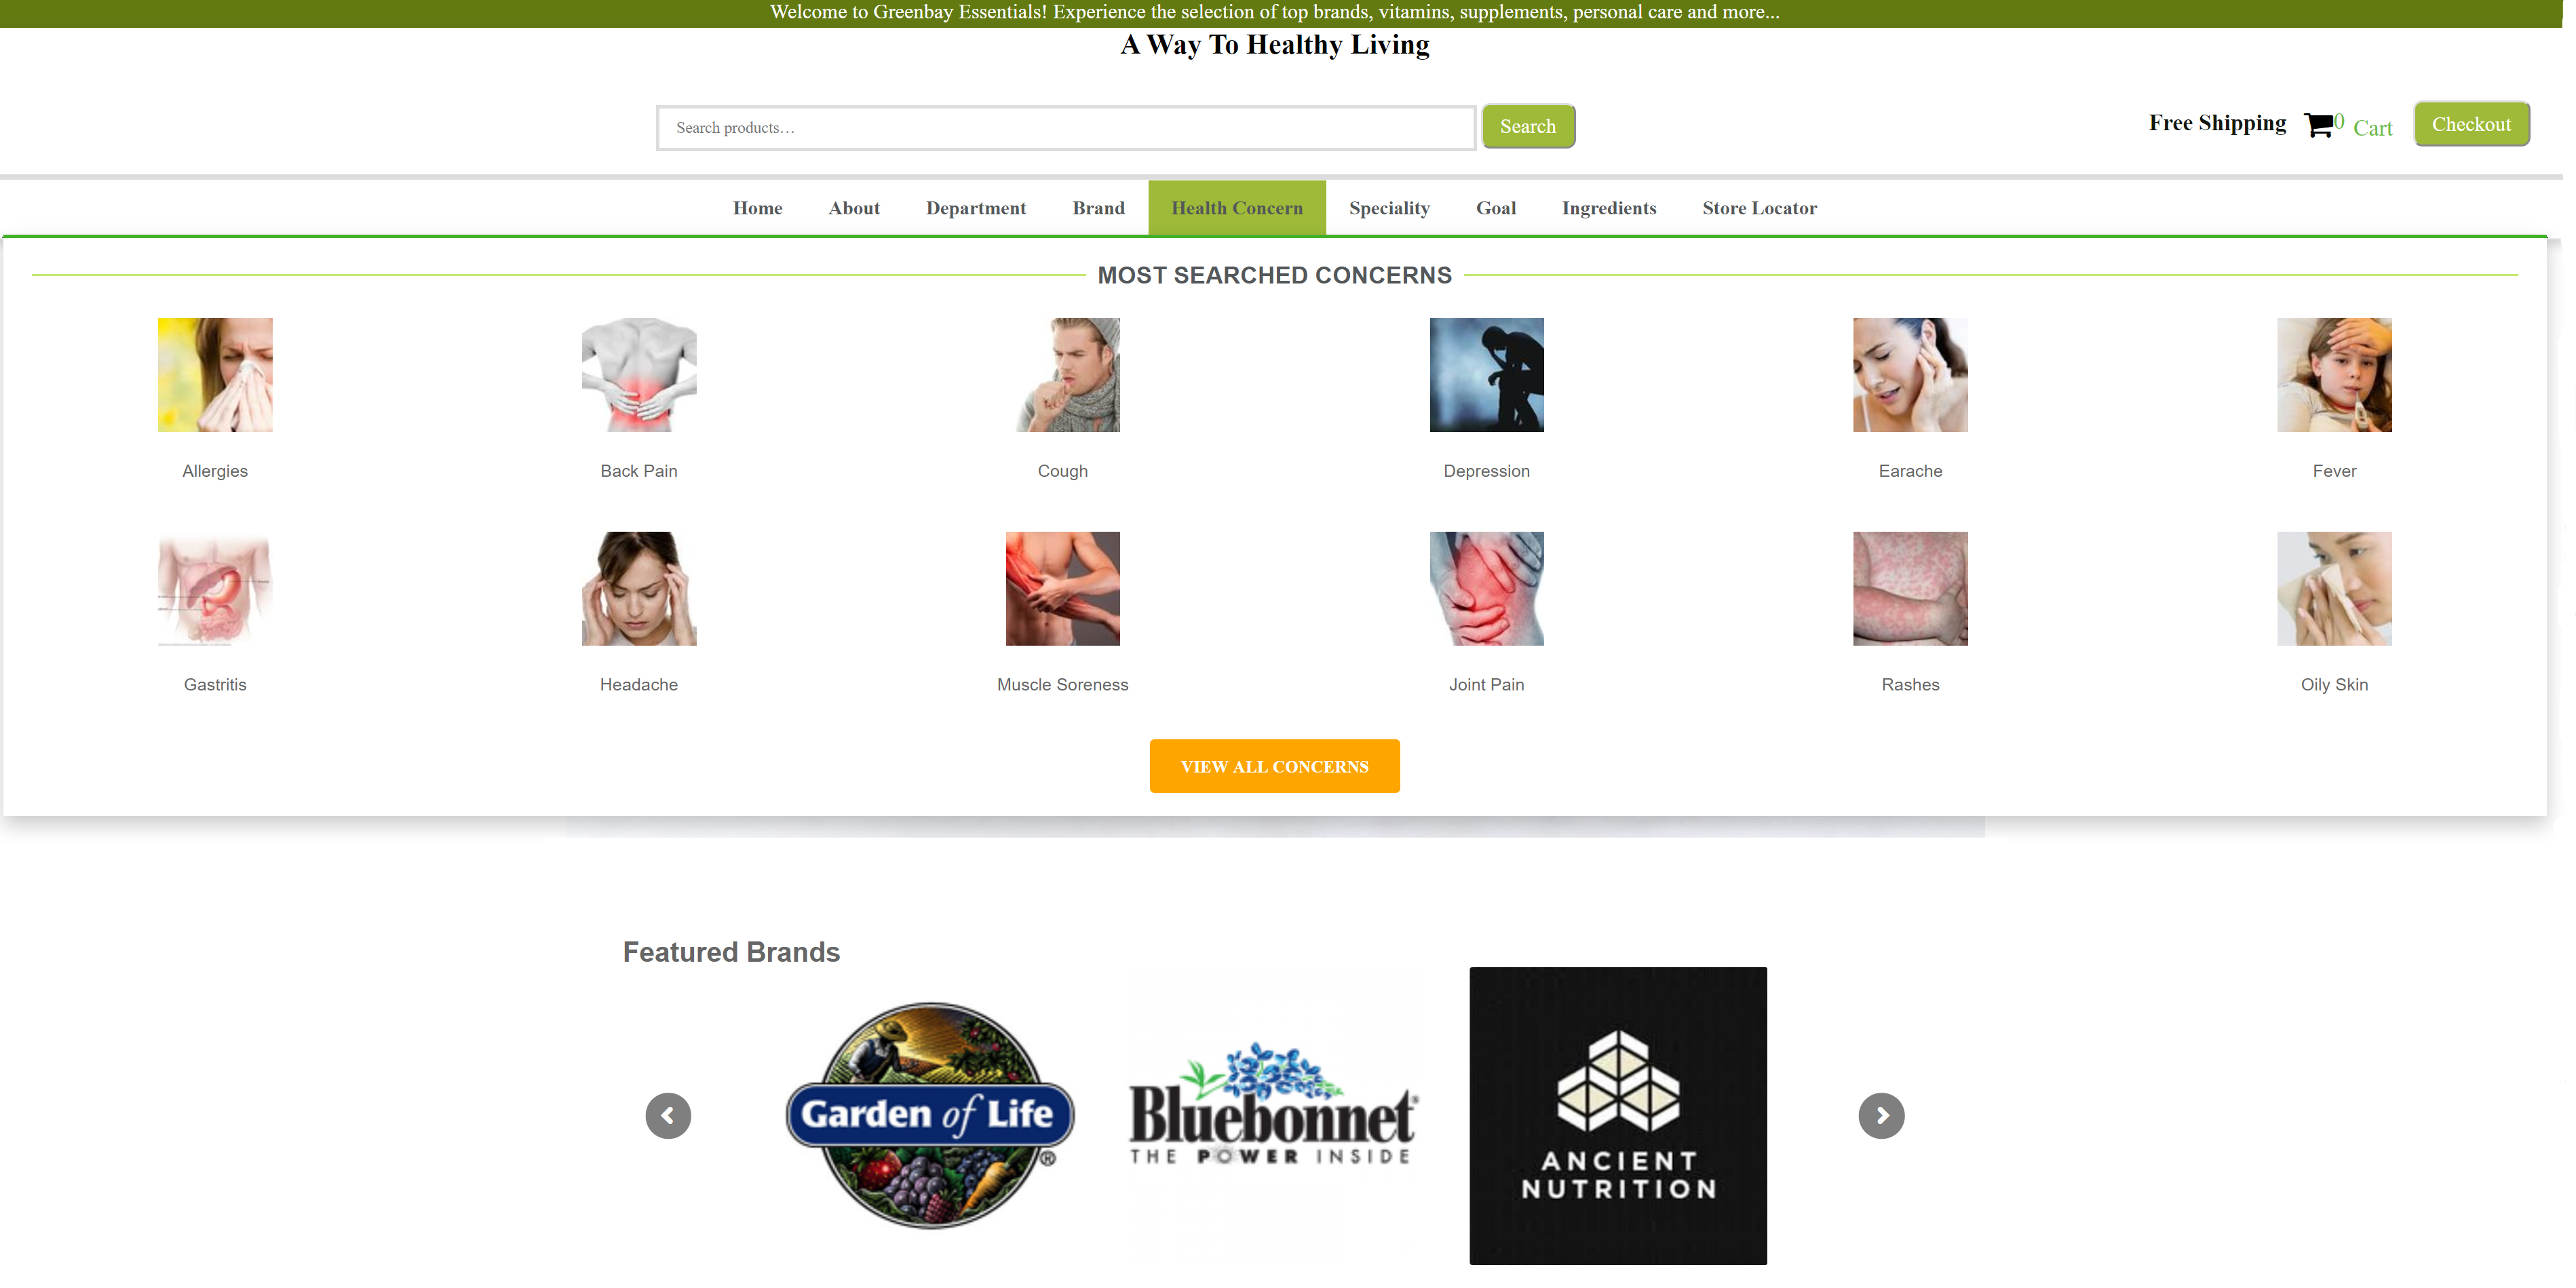 Welcome to Greenbay Essentials! Experience the selection of top brands, vitamins, supplements, personal care and more...
A Way To Healthy Living
Search products…
Search
Free Shipping
0
Cart
Checkout
Home About Department Brand Health Concern Speciality Goal Ingredients Store Locator
MOST SEARCHED CONCERNS
Allergies Back Pain Cough Depression Earache Fever
Gastritis Headache Muscle Soreness Joint Pain Rashes Oily Skin
VIEW ALL CONCERNS
Featured Brands
Garden of Life
®
Bluebonnet®
THE POWER INSIDE
ANCIENT
NUTRITION